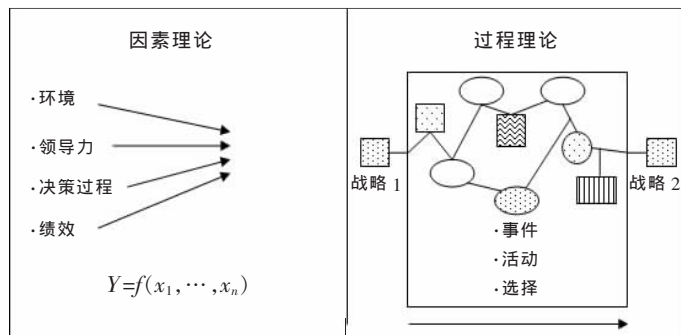 因素理论
·环境
·领导力
·决策过程
·绩效
Y=f(x₁,…,xₙ)
过程理论
战略 1
战略 2
·事件
·活动
·选择